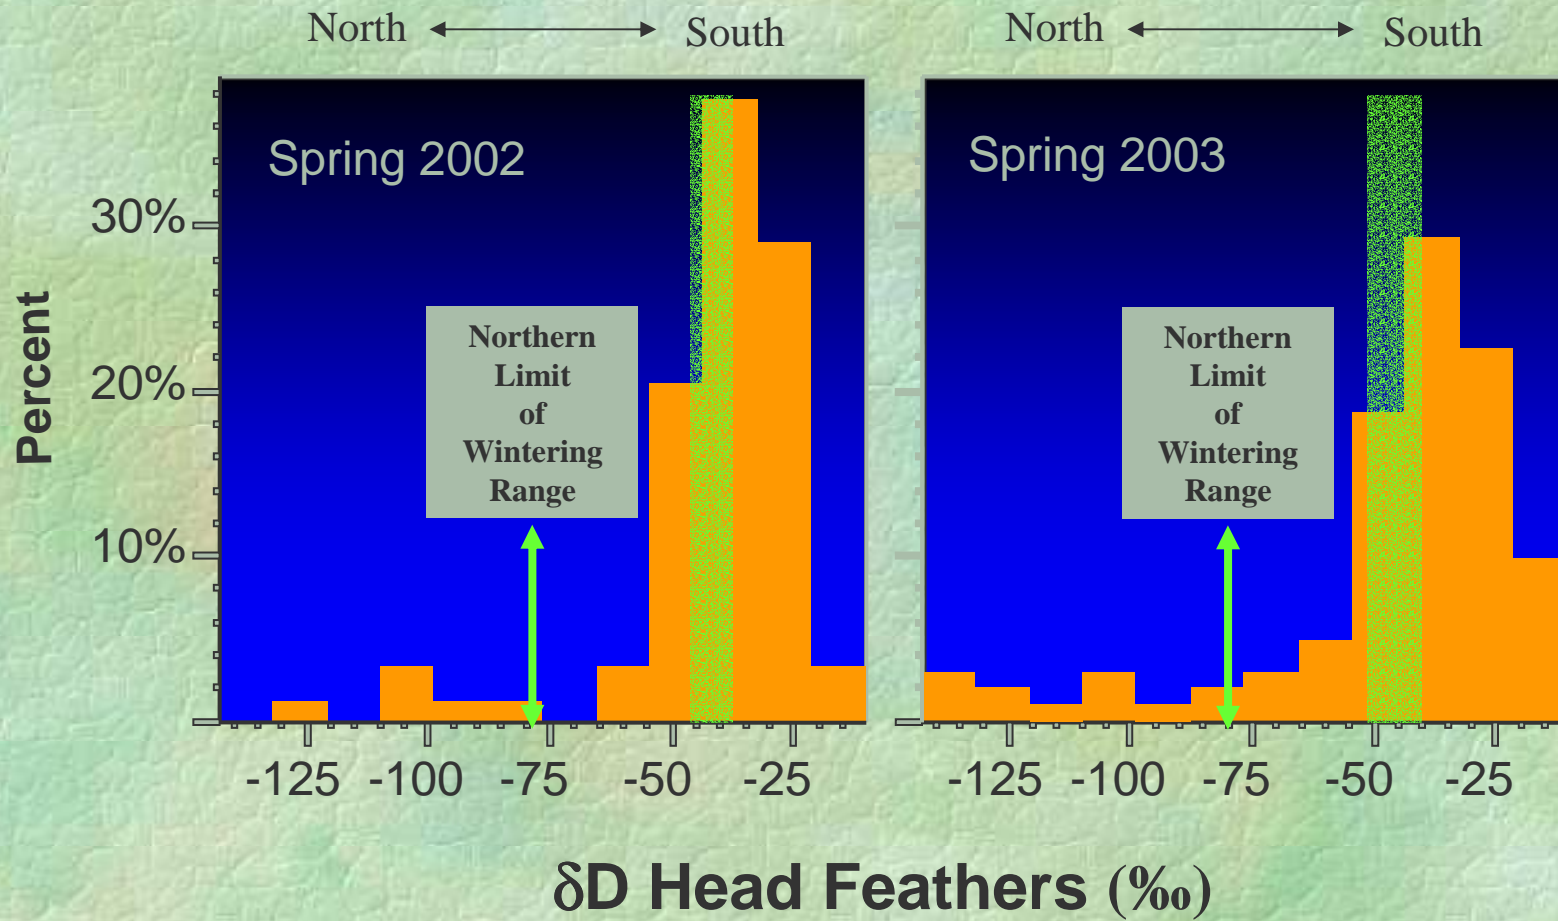 North
South
North
South
Spring 2002
Spring 2003
30%
20%
10%
Percent
Northern
Limit
of
Wintering
Range
Northern
Limit
of
Wintering
Range
-125
-100
-75
-50
-25
-125
-100
-75
-50
-25
δD Head Feathers (‰)